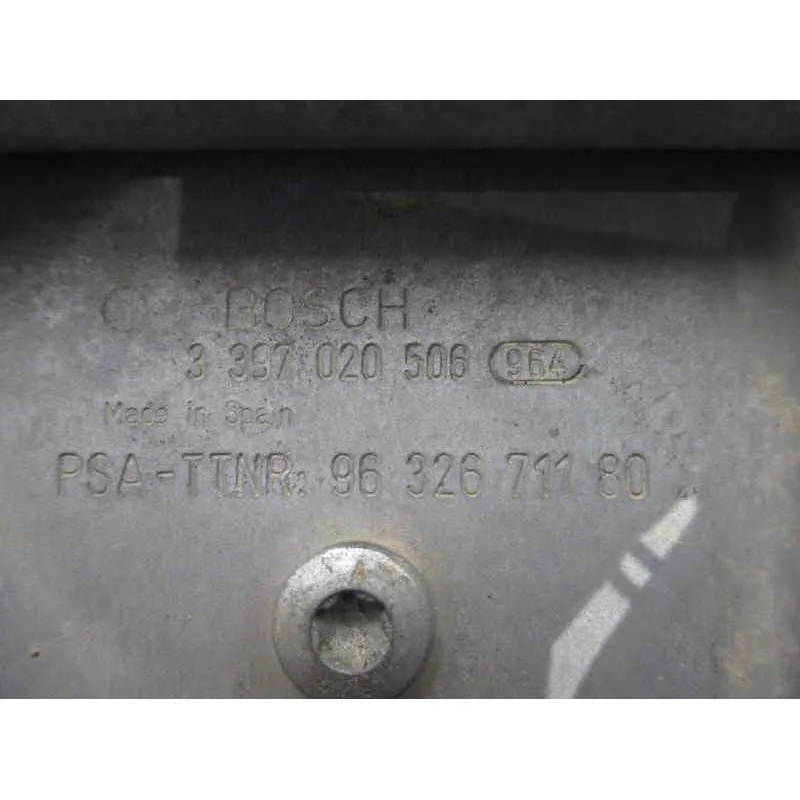 BOSCH
3 397 020 506 964
Made in Spain
PSA-TTNR: 96 326 711 80